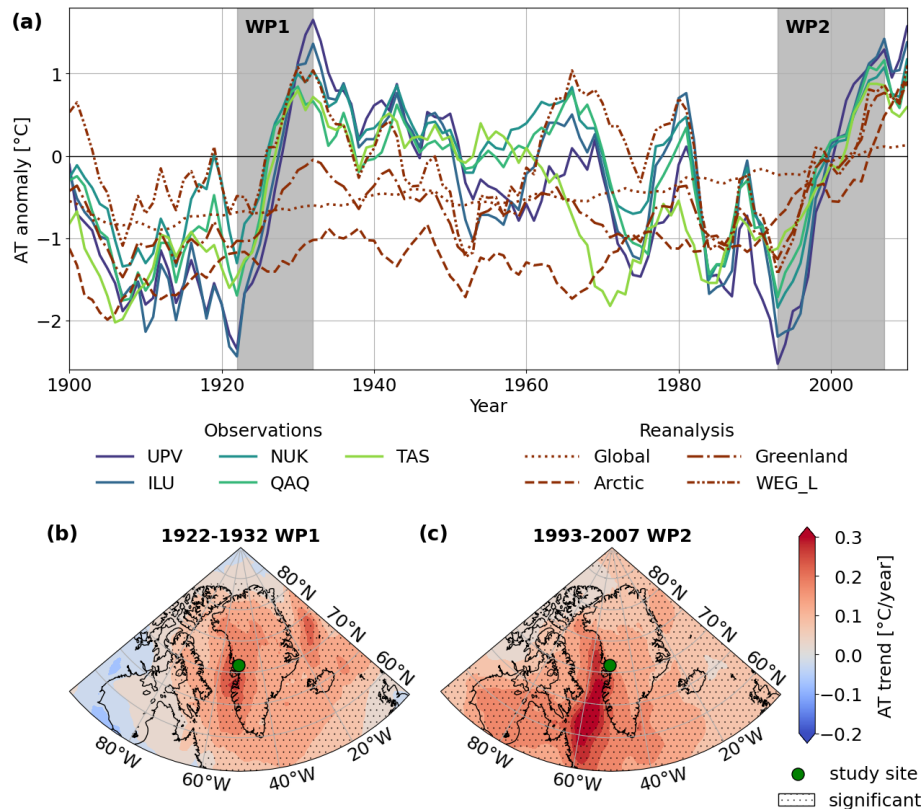 (a)
WP1
WP2
AT anomaly [°C]
1
0
−1
−2
1900
1920
1940
1960
1980
2000
Year
Observations
Reanalysis
UPV
NUK
TAS
Global
Greenland
ILU
QAQ
Arctic
WEG_L
(b)
1922-1932 WP1
80°N
70°N
60°N
80°W
60°W
40°W
20°W
(c)
1993-2007 WP2
80°N
70°N
60°N
80°W
60°W
40°W
20°W
0.3
0.2
0.1
0.0
−0.1
−0.2
AT trend [°C/year]
study site
significant